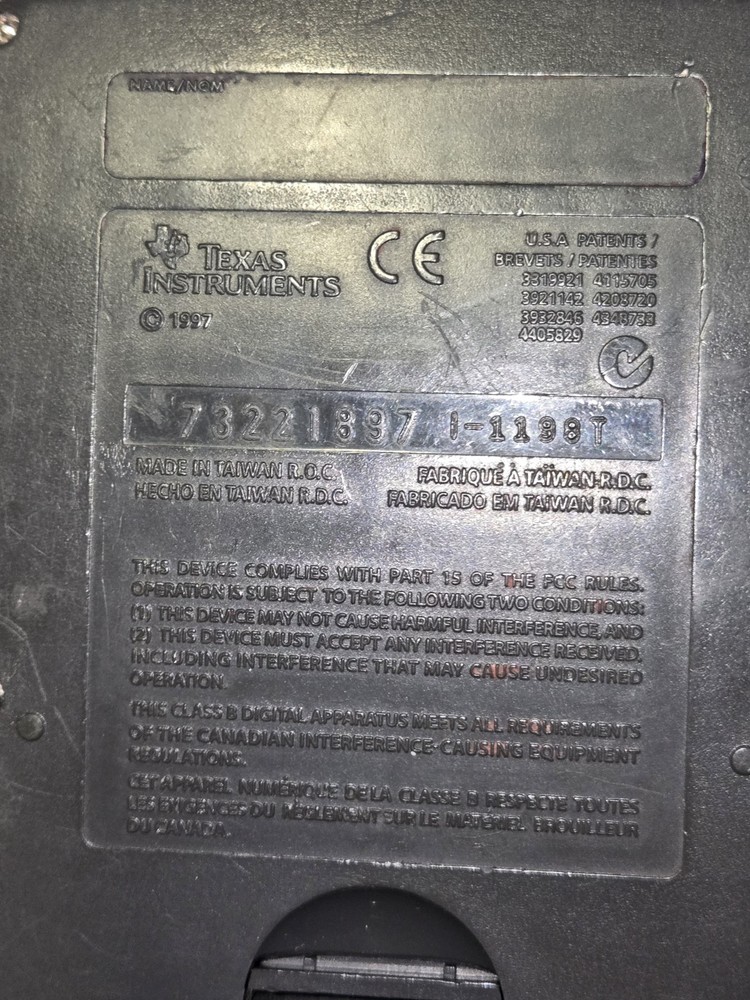 NAME/NOM
TEXAS
INSTRUMENTS
© 1997
CE
U.S.A PATENTS /
BREVETS / PATENTES
3819921 4115705
3921142 4208720
3932846 4348733
4405829
73221897 I-1198T
MADE IN TAIWAN R.O.C.
HECHO EN TAIWAN R.D.C.
FABRIQUÉ À TAÏWAN R.D.C.
FABRICADO EM TAIWAN R.D.C.
THIS DEVICE COMPLIES WITH PART 15 OF THE FCC RULES.
OPERATION IS SUBJECT TO THE FOLLOWING TWO CONDITIONS:
(1) THIS DEVICE MAY NOT CAUSE HARMFUL INTERFERENCE, AND
(2) THIS DEVICE MUST ACCEPT ANY INTERFERENCE RECEIVED,
INCLUDING INTERFERENCE THAT MAY CAUSE UNDESIRED
OPERATION.
THIS CLASS B DIGITAL APPARATUS MEETS ALL REQUIREMENTS
OF THE CANADIAN INTERFERENCE-CAUSING EQUIPMENT
REGULATIONS.
CET APPAREIL NUMÉRIQUE DE LA CLASSE B RESPECTE TOUTES
LES EXIGENCES DU RÈGLEMENT SUR LE MATÉRIEL BROUILLEUR
DU CANADA.